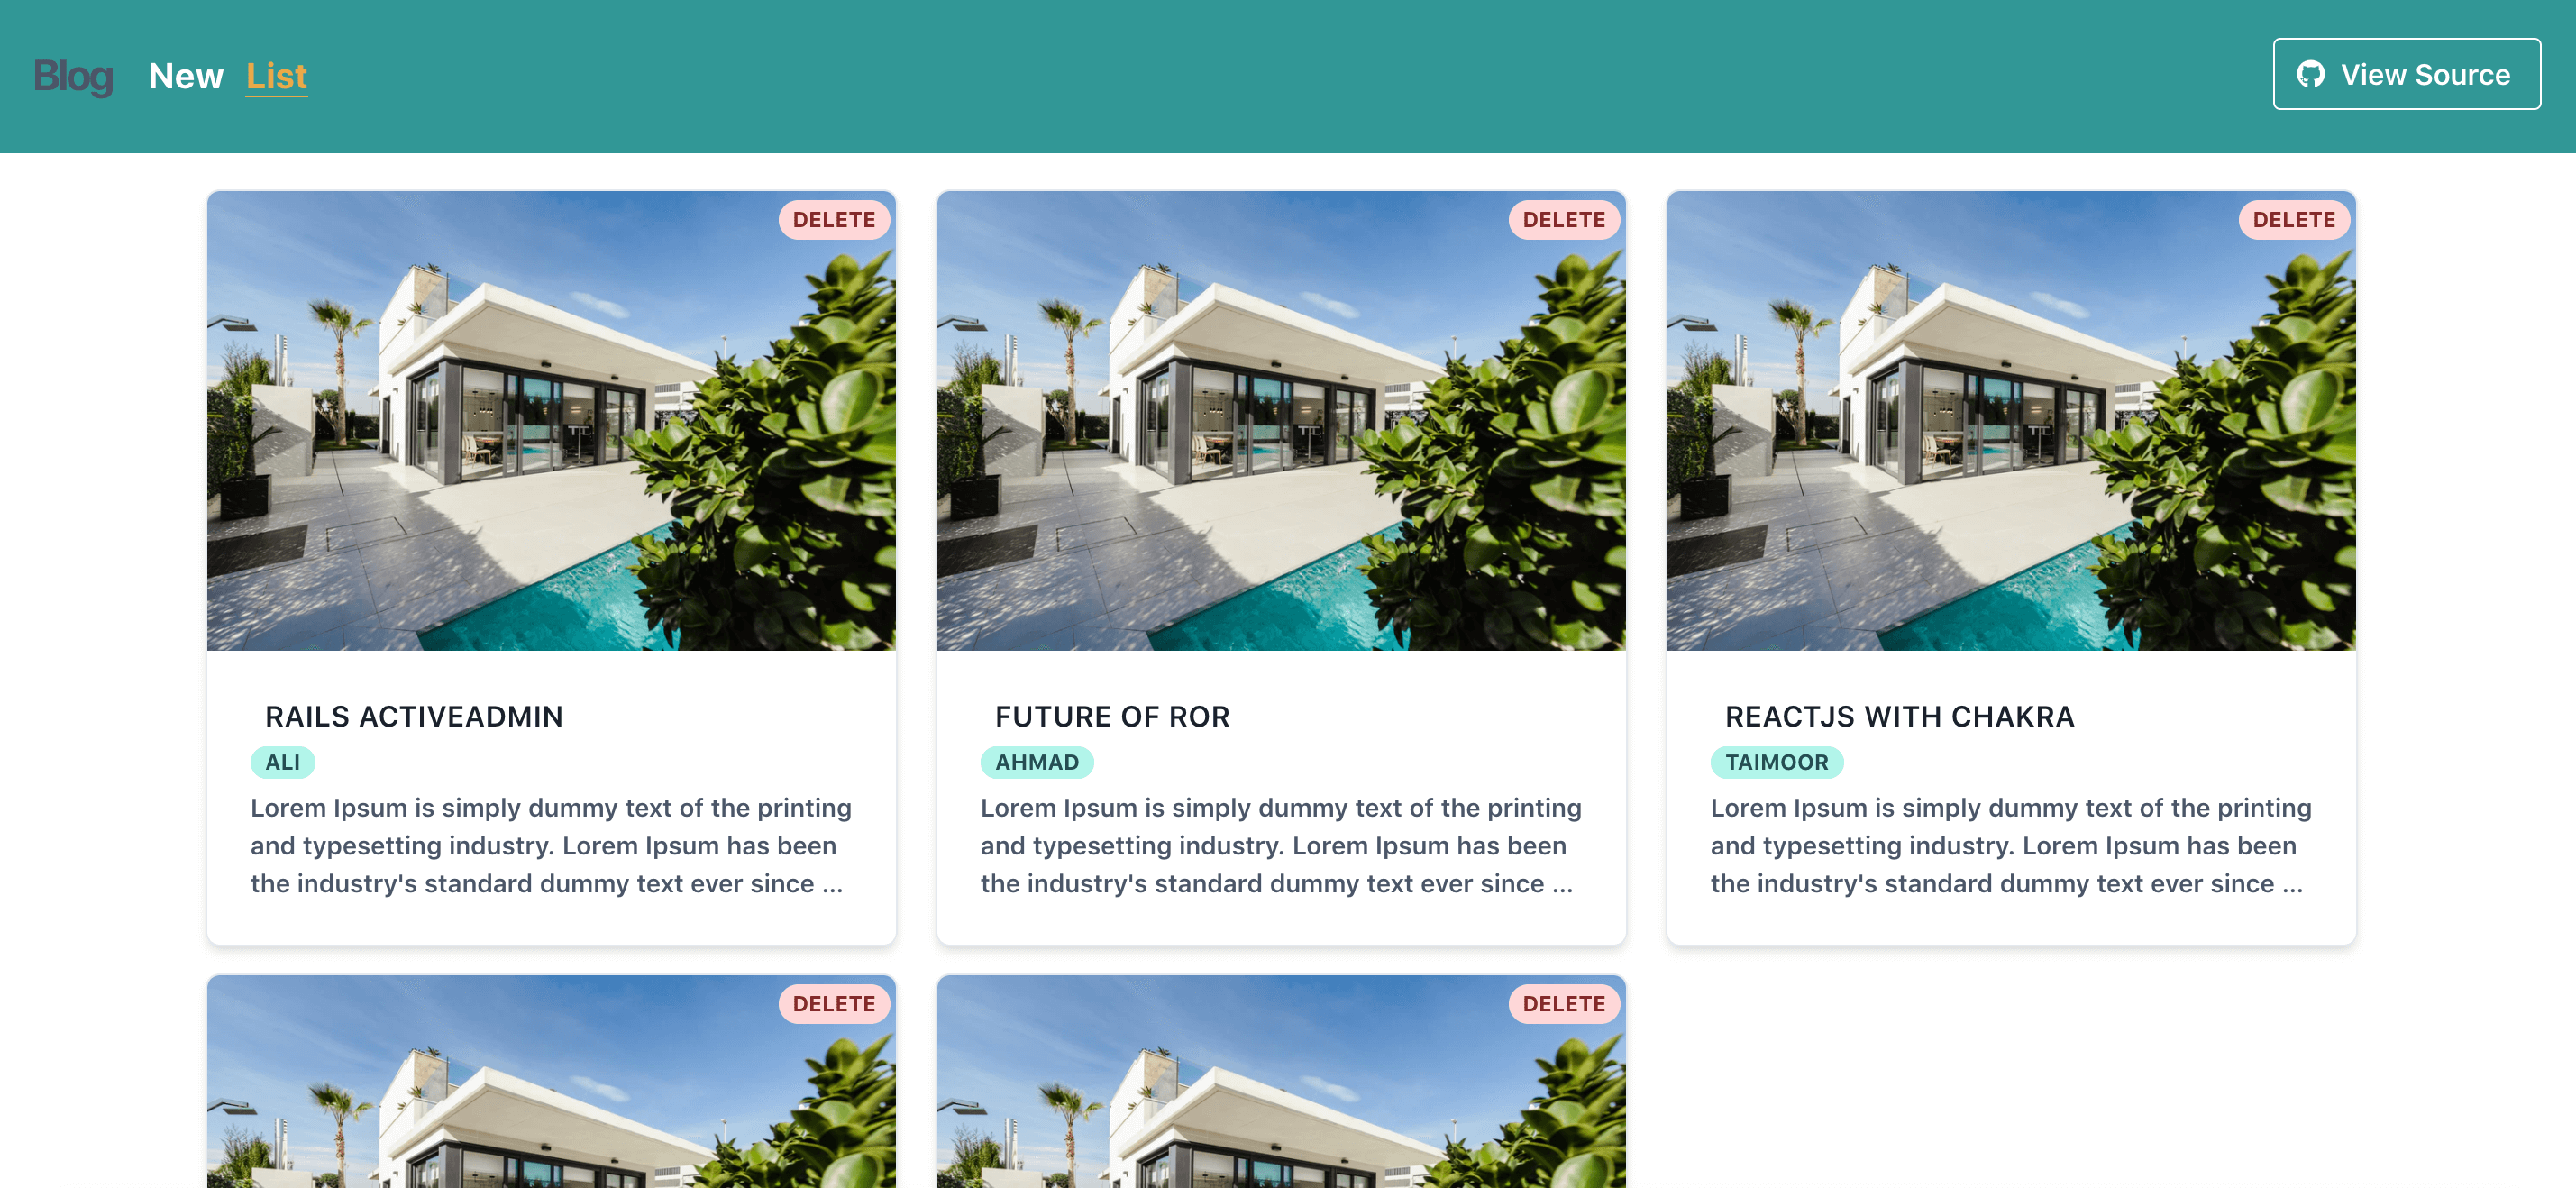 Blog New List View Source
DELETE
DELETE
DELETE
RAILS ACTIVEADMIN
ALI
Lorem Ipsum is simply dummy text of the printing
and typesetting industry. Lorem Ipsum has been
the industry's standard dummy text ever since ...
FUTURE OF ROR
AHMAD
Lorem Ipsum is simply dummy text of the printing
and typesetting industry. Lorem Ipsum has been
the industry's standard dummy text ever since ...
REACTJS WITH CHAKRA
TAIMOOR
Lorem Ipsum is simply dummy text of the printing
and typesetting industry. Lorem Ipsum has been
the industry's standard dummy text ever since ...
DELETE
DELETE